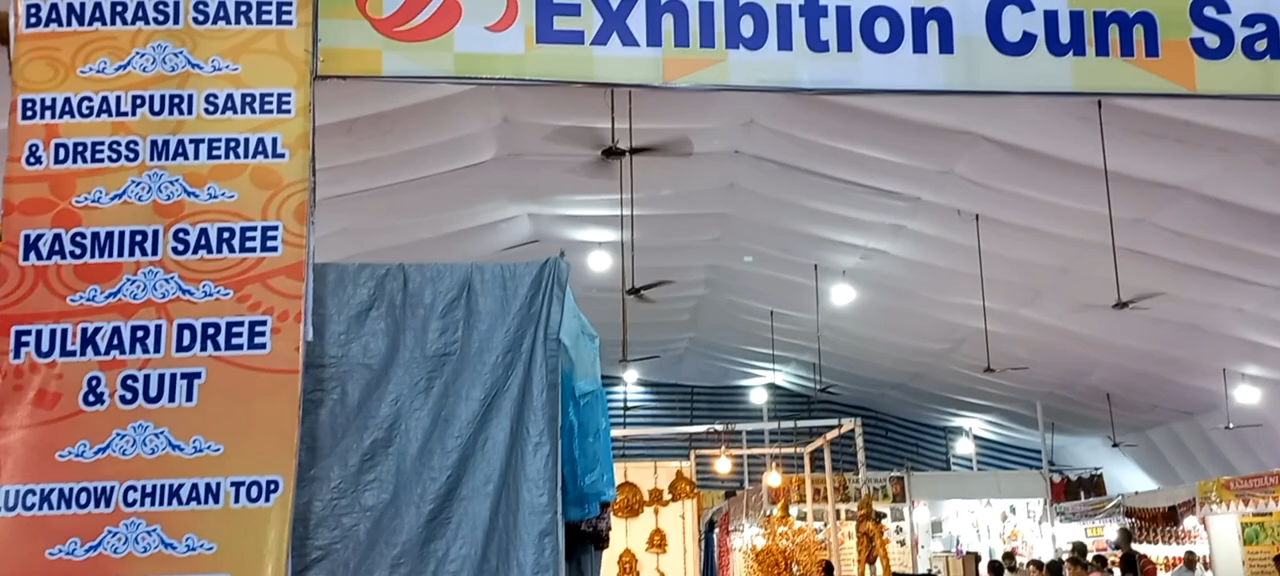 BANARASI SAREE
BHAGALPURI SAREE
& DRESS MATERIAL
KASMIRI SAREE
FULKARI DREE
& SUIT
LUCKNOW CHIKAN TOP
Exhibition Cum Sa
RAJASTHANI